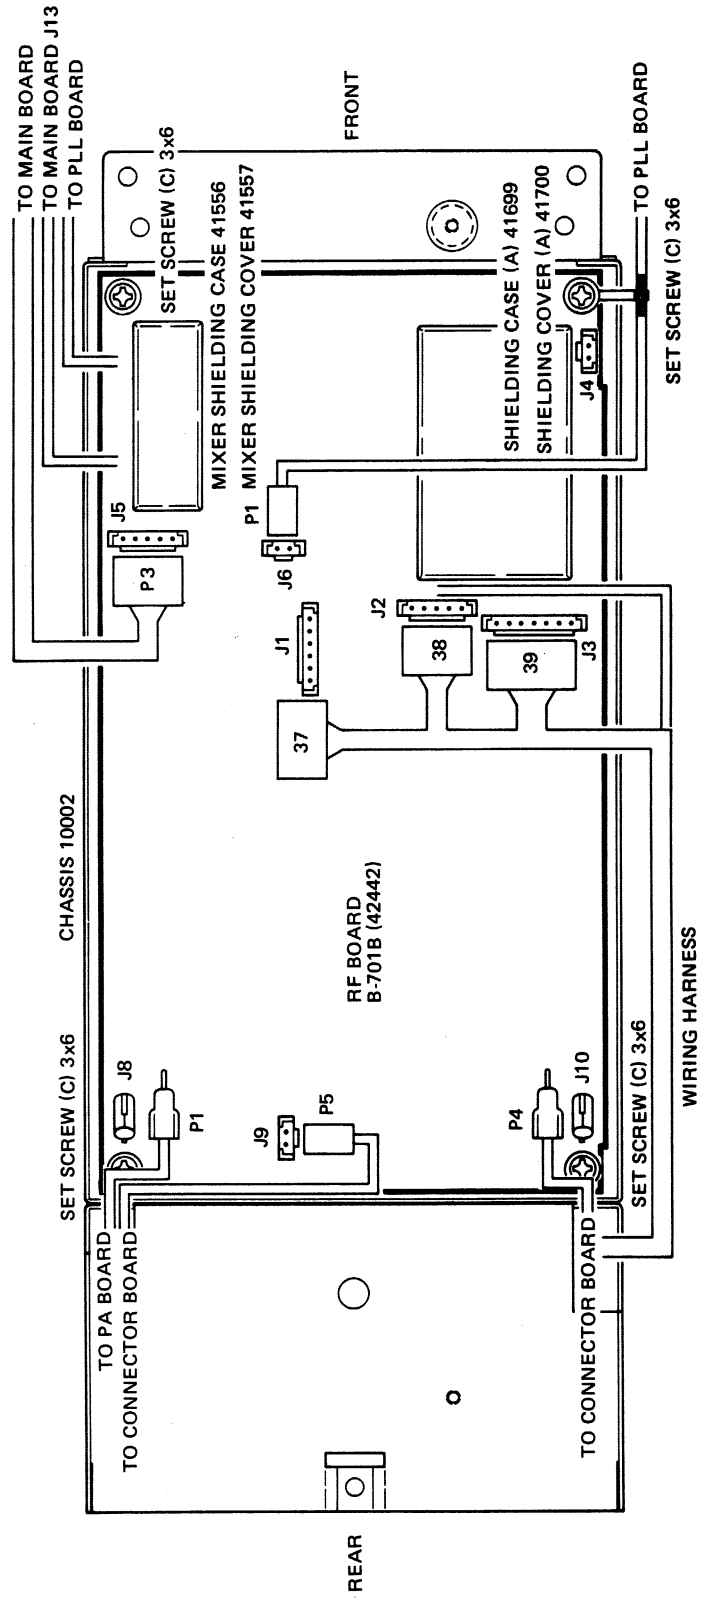 TO MAIN BOARD
TO MAIN BOARD J13
TO PLL BOARD
FRONT
SET SCREW (C) 3x6
MIXER SHIELDING CASE 41556
MIXER SHIELDING COVER 41557
SHIELDING CASE (A) 41699
SHIELDING COVER (A) 41700
TO PLL BOARD
SET SCREW (C) 3x6
J4
J5
P3
P1
J6
J1
J2
J3
37
38
39
CHASSIS 10002
RF BOARD
B-701B (42442)
WIRING HARNESS
SET SCREW (C) 3x6
J8
P1
J9
P5
P4
J10
SET SCREW (C) 3x6
TO PA BOARD
TO CONNECTOR BOARD
TO CONNECTOR BOARD
REAR